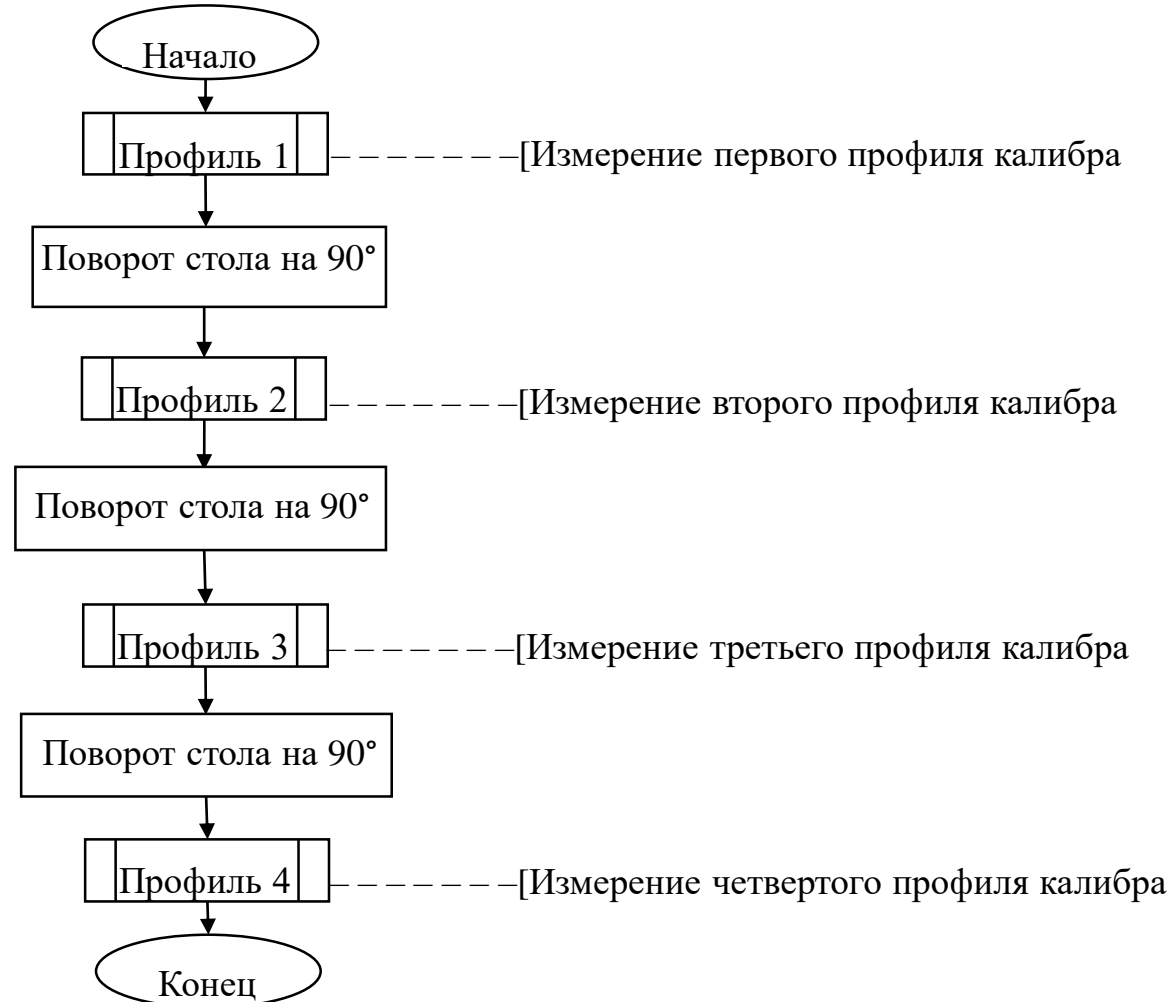 Начало
Профиль 1 [Измерение первого профиля калибра
Поворот стола на 90°
Профиль 2 [Измерение второго профиля калибра
Поворот стола на 90°
Профиль 3 [Измерение третьего профиля калибра
Поворот стола на 90°
Профиль 4 [Измерение четвертого профиля калибра
Конец